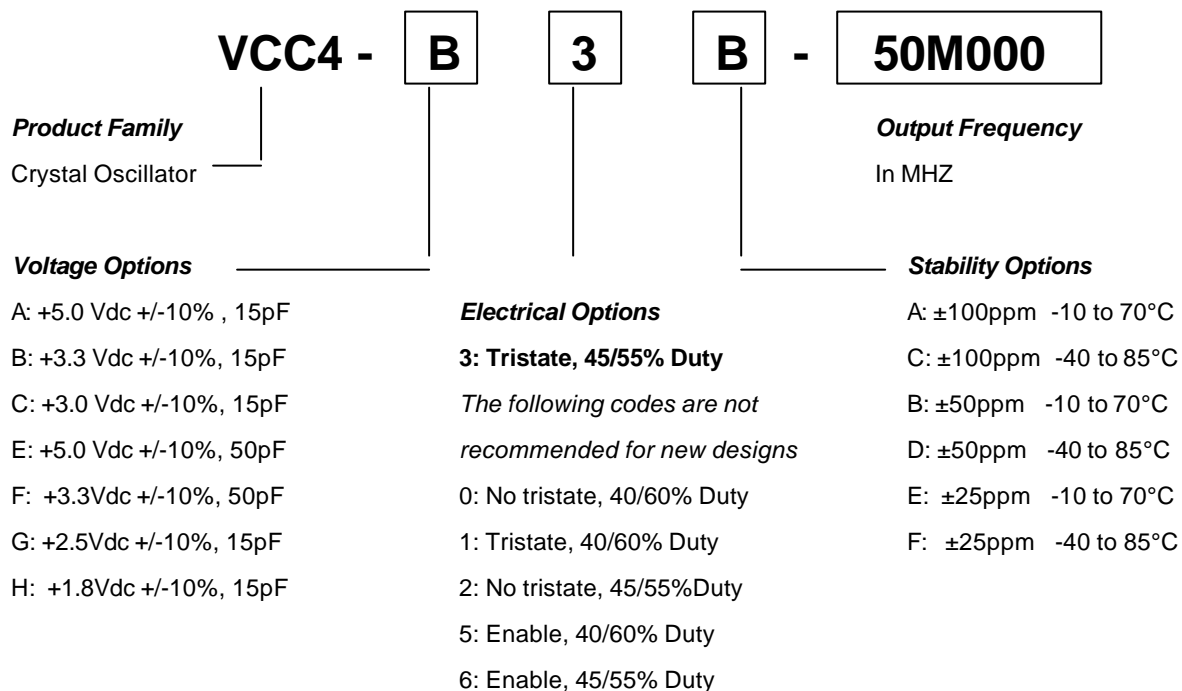 VCC4 - B 3 B - 50M000
Product Family
Crystal Oscillator
Output Frequency
In MHZ
Voltage Options
A: +5.0 Vdc +/-10% , 15pF
B: +3.3 Vdc +/-10%, 15pF
C: +3.0 Vdc +/-10%, 15pF
E: +5.0 Vdc +/-10%, 50pF
F: +3.3Vdc +/-10%, 50pF
G: +2.5Vdc +/-10%, 15pF
H: +1.8Vdc +/-10%, 15pF
Electrical Options
3: Tristate, 45/55% Duty
The following codes are not
recommended for new designs
0: No tristate, 40/60% Duty
1: Tristate, 40/60% Duty
2: No tristate, 45/55%Duty
5: Enable, 40/60% Duty
6: Enable, 45/55% Duty
Stability Options
A: ±100ppm -10 to 70°C
C: ±100ppm -40 to 85°C
B: ±50ppm -10 to 70°C
D: ±50ppm -40 to 85°C
E: ±25ppm -10 to 70°C
F: ±25ppm -40 to 85°C